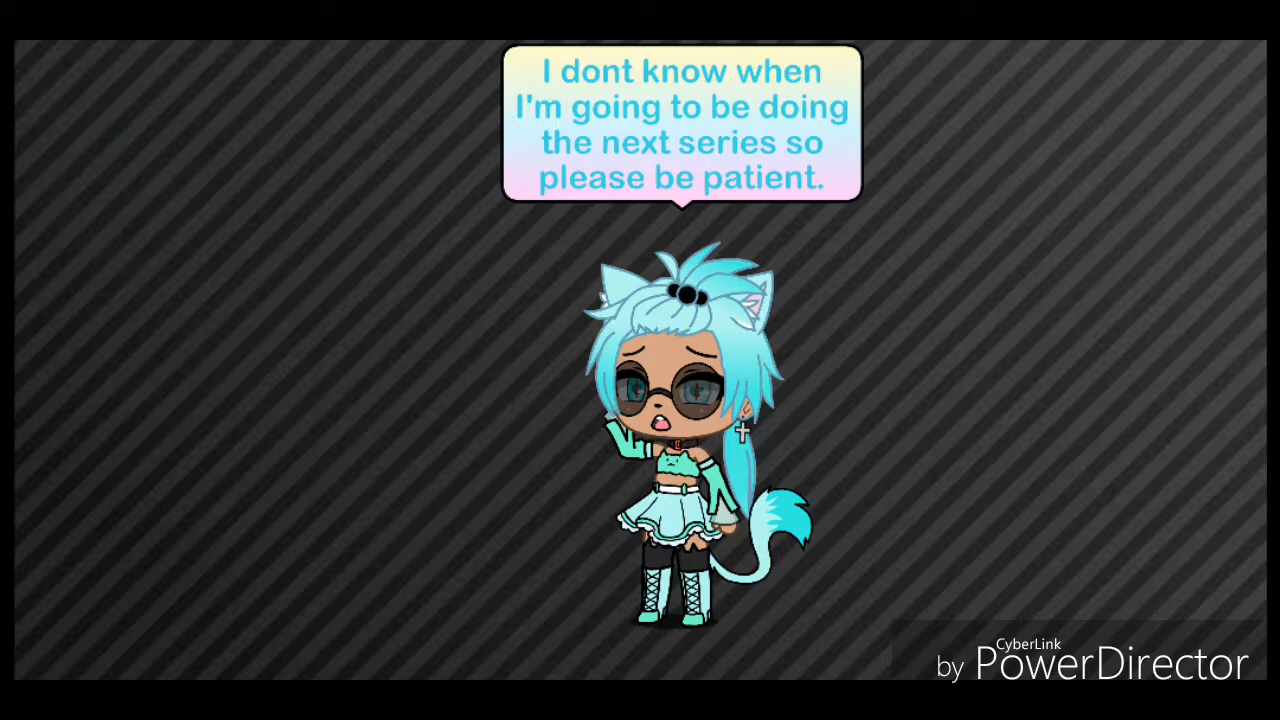 I dont know when
I'm going to be doing
the next series so
please be patient.
CyberLink
by PowerDirector